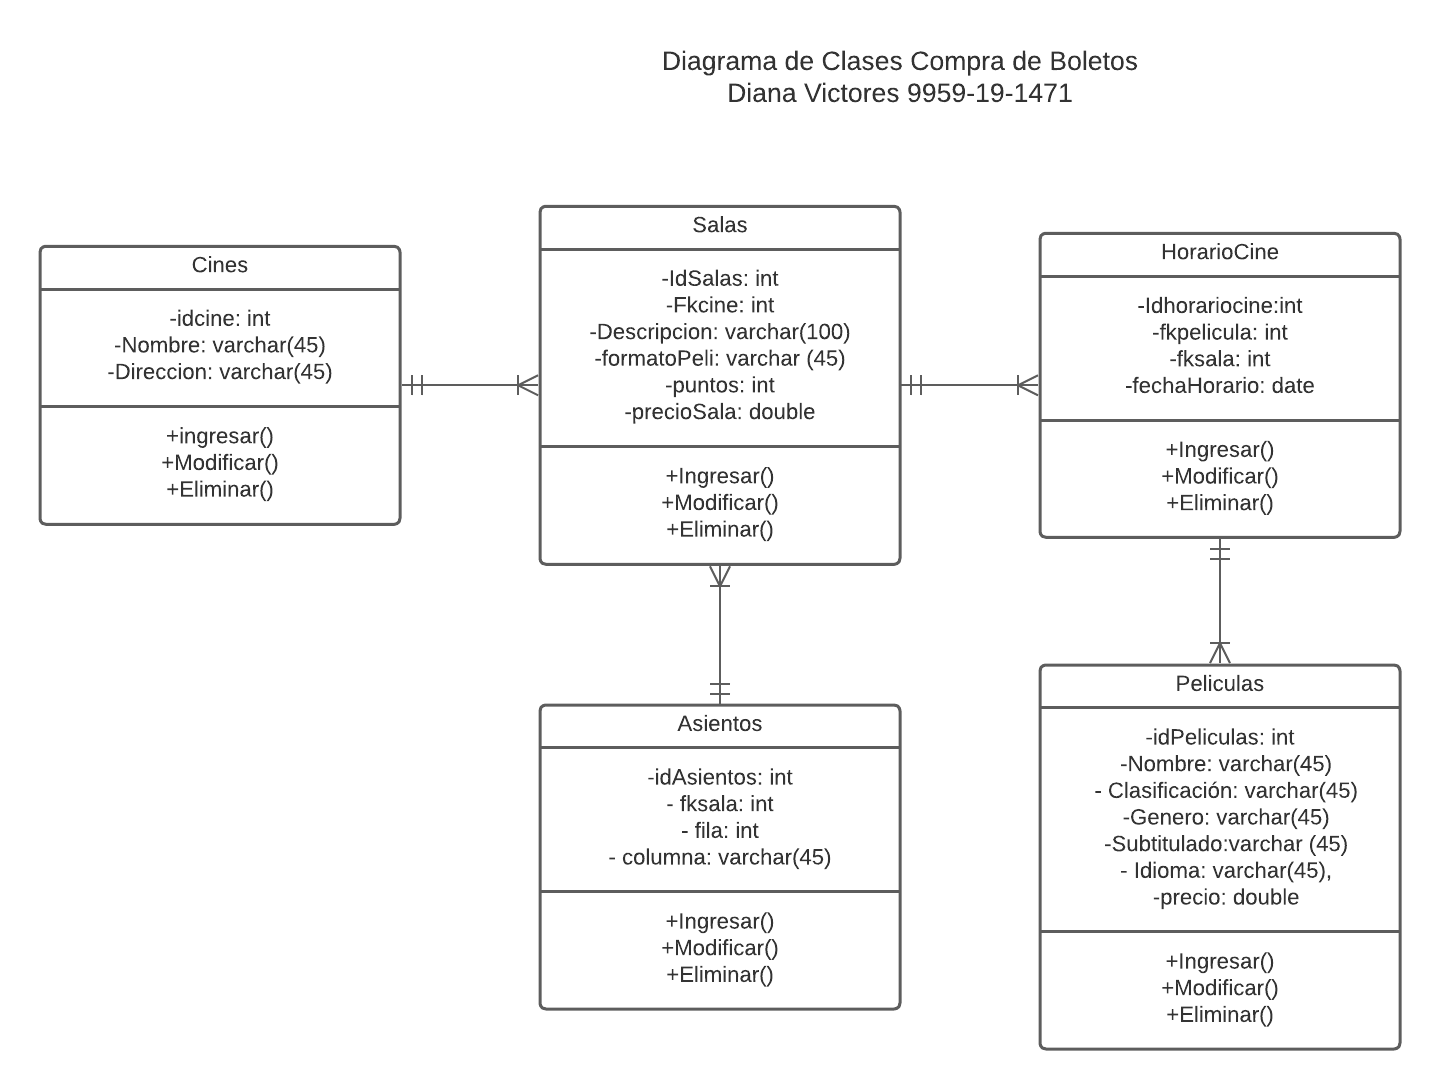 Diagrama de Clases Compra de Boletos
Diana Victores 9959-19-1471
Cines
-idcine: int
-Nombre: varchar(45)
-Direccion: varchar(45)
+ingresar()
+Modificar()
+Eliminar()
Salas
-IdSalas: int
-Fkcine: int
-Descripcion: varchar(100)
-formatoPeli: varchar (45)
-puntos: int
-precioSala: double
+Ingresar()
+Modificar()
+Eliminar()
HorarioCine
-Idhorariocine:int
-fkpelicula: int
-fksala: int
-fechaHorario: date
+Ingresar()
+Modificar()
+Eliminar()
Asientos
-idAsientos: int
- fksala: int
- fila: int
- columna: varchar(45)
+Ingresar()
+Modificar()
+Eliminar()
Peliculas
-idPeliculas: int
-Nombre: varchar(45)
- Clasificación: varchar(45)
-Genero: varchar(45)
-Subtitulado:varchar (45)
- Idioma: varchar(45),
-precio: double
+Ingresar()
+Modificar()
+Eliminar()